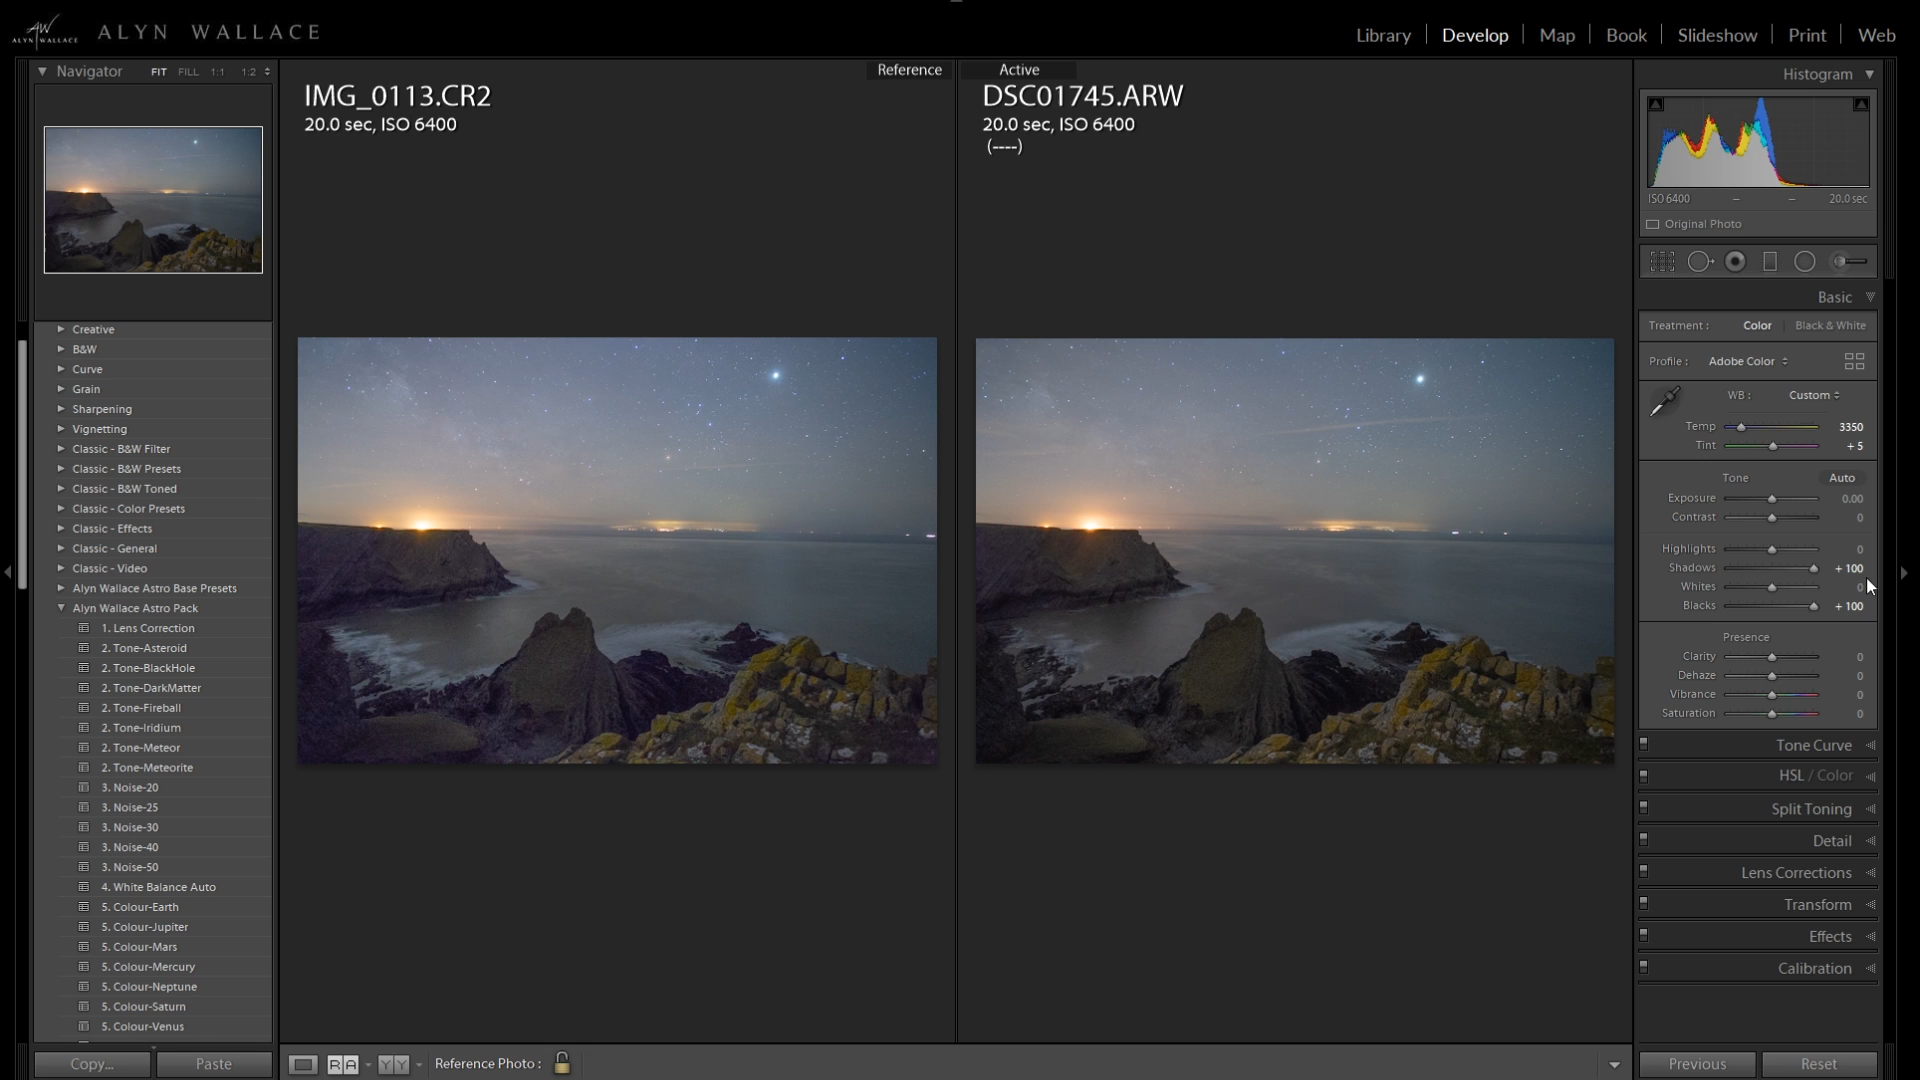 AW
ALYN WALLACE
ALYN WALLACE
Library
Develop
Map
Book
Slideshow
Print
Web
Navigator
FIT
FILL
1:1
1:2
Creative
B&W
Curve
Grain
Sharpening
Vignetting
Classic - B&W Filter
Classic - B&W Presets
Classic - B&W Toned
Classic - Color Presets
Classic - Effects
Classic - General
Classic - Video
Alyn Wallace Astro Base Presets
Alyn Wallace Astro Pack
1. Lens Correction
2. Tone-Asteroid
2. Tone-BlackHole
2. Tone-DarkMatter
2. Tone-Fireball
2. Tone-Iridium
2. Tone-Meteor
2. Tone-Meteorite
3. Noise-20
3. Noise-25
3. Noise-30
3. Noise-40
3. Noise-50
4. White Balance Auto
5. Colour-Earth
5. Colour-Jupiter
5. Colour-Mars
5. Colour-Mercury
5. Colour-Neptune
5. Colour-Saturn
5. Colour-Venus
Copy...
Paste
Reference
IMG_0113.CR2
20.0 sec, ISO 6400
Active
DSC01745.ARW
20.0 sec, ISO 6400
(----)
R A
Y Y
Reference Photo :
Histogram
ISO 6400 – – 20.0 sec
Original Photo
Basic
Treatment : Color Black & White
Profile : Adobe Color
WB : Custom
Temp 3350
Tint + 5
Tone Auto
Exposure 0.00
Contrast 0
Highlights 0
Shadows + 100
Whites 0
Blacks + 100
Presence
Clarity 0
Dehaze 0
Vibrance 0
Saturation 0
Tone Curve
HSL / Color
Split Toning
Detail
Lens Corrections
Transform
Effects
Calibration
Previous
Reset